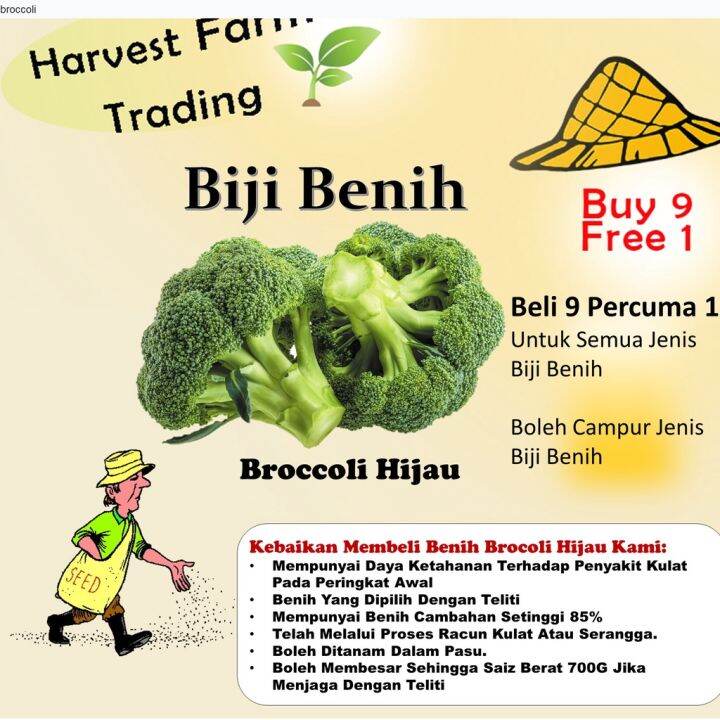 broccoli
Harvest Farm
Trading
Biji Benih
Buy 9
Free 1
Beli 9 Percuma 1
Untuk Semua Jenis
Biji Benih
Boleh Campur Jenis
Biji Benih
Broccoli Hijau
SEED
Kebaikan Membeli Benih Brocoli Hijau Kami:
• Mempunyai Daya Ketahanan Terhadap Penyakit Kulat
Pada Peringkat Awal
• Benih Yang Dipilih Dengan Teliti
• Mempunyai Benih Cambahan Setinggi 85%
• Telah Melalui Proses Racun Kulat Atau Serangga.
• Boleh Ditanam Dalam Pasu.
• Boleh Membesar Sehingga Saiz Berat 700G Jika
Menjaga Dengan Teliti